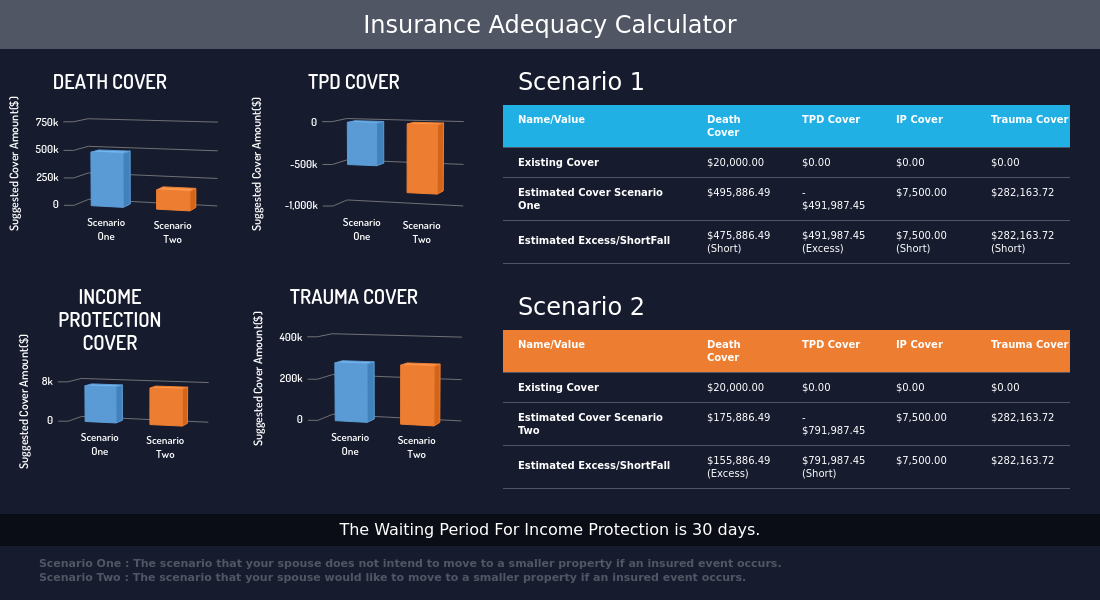 Insurance Adequacy Calculator
DEATH COVER
Suggested Cover Amount($)
750k
500k
250k
0
Scenario
One
Scenario
Two
TPD COVER
Suggested Cover Amount($)
0
-500k
-1,000k
Scenario
One
Scenario
Two
INCOME
PROTECTION
COVER
Suggested Cover Amount($)
8k
0
Scenario
One
Scenario
Two
TRAUMA COVER
Suggested Cover Amount($)
400k
200k
0
Scenario
One
Scenario
Two
Scenario 1
Name/Value Death Cover TPD Cover IP Cover Trauma Cover
Existing Cover $20,000.00 $0.00 $0.00 $0.00
Estimated Cover Scenario One $495,886.49 -$491,987.45 $7,500.00 $282,163.72
Estimated Excess/ShortFall $475,886.49 (Short) $491,987.45 (Excess) $7,500.00 (Short) $282,163.72 (Short)
Scenario 2
Name/Value Death Cover TPD Cover IP Cover Trauma Cover
Existing Cover $20,000.00 $0.00 $0.00 $0.00
Estimated Cover Scenario Two $175,886.49 -$791,987.45 $7,500.00 $282,163.72
Estimated Excess/ShortFall $155,886.49 (Excess) $791,987.45 (Short) $7,500.00 $282,163.72
The Waiting Period For Income Protection is 30 days.
Scenario One : The scenario that your spouse does not intend to move to a smaller property if an insured event occurs.
Scenario Two : The scenario that your spouse would like to move to a smaller property if an insured event occurs.